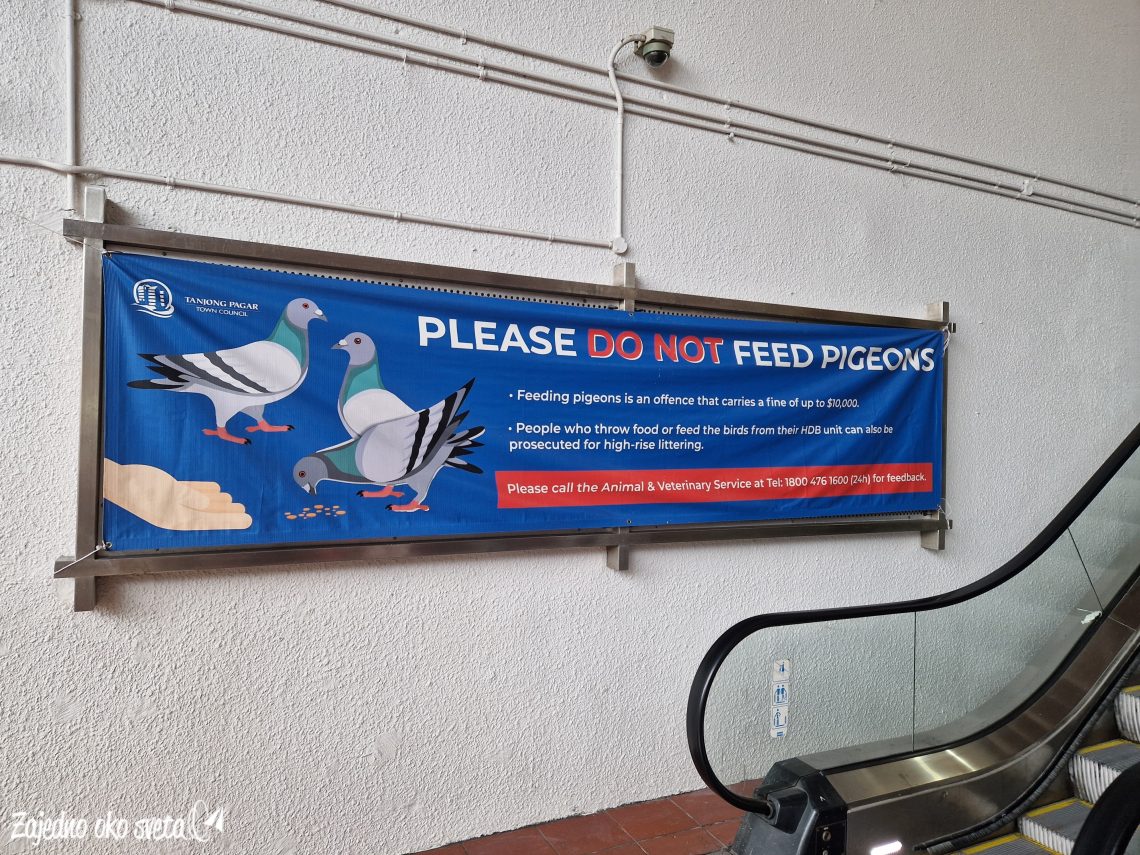 TANJONG PAGAR
TOWN COUNCIL
PLEASE DO NOT FEED PIGEONS
• Feeding pigeons is an offence that carries a fine of up to $10,000.
• People who throw food or feed the birds from their HDB unit can also be
prosecuted for high-rise littering.
Please call the Animal & Veterinary Service at Tel: 1800 476 1600 (24h) for feedback.
Zajedno oko sveta